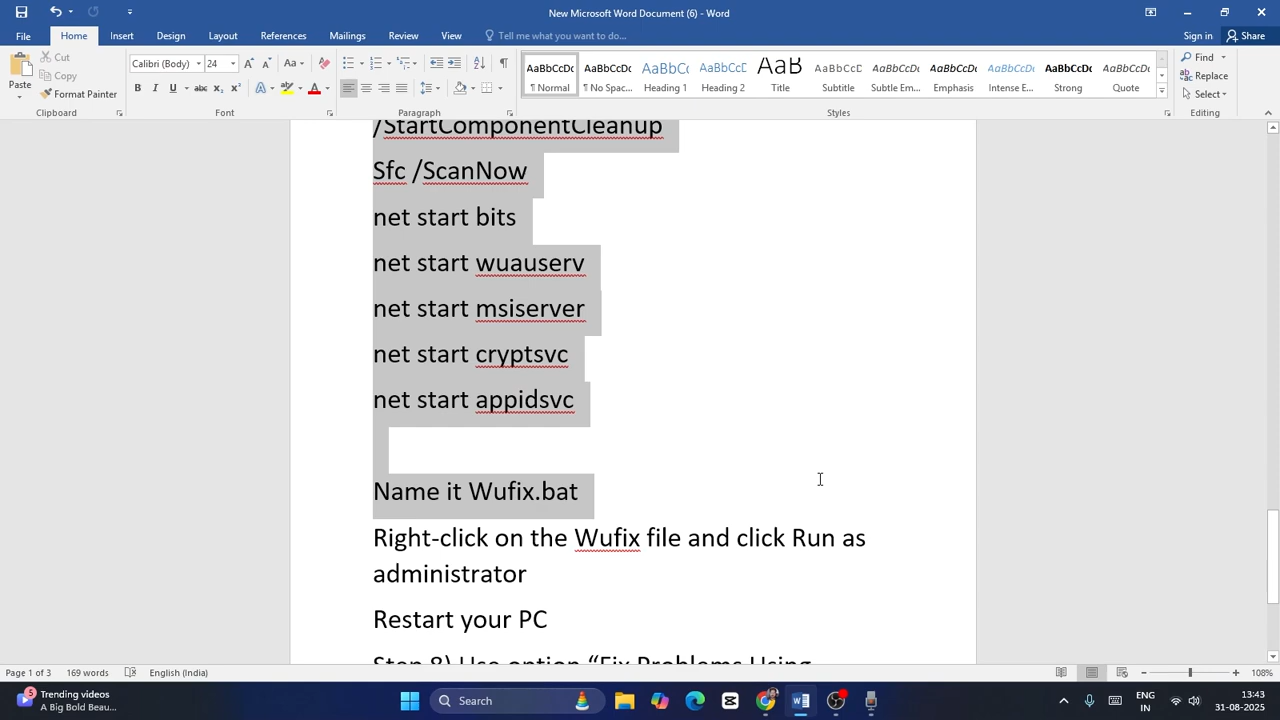 New Microsoft Word Document (6) - Word
File Home Insert Design Layout References Mailings Review View Tell me what you want to do... Sign in Share
Cut
Copy
Format Painter
Paste
Calibri (Body) 24
Clipboard Font Paragraph Styles Editing
AaBbCcDc AaBbCcDc AaBbCc AaBbCcD AaB AaBbCcD AaBbCcDc AaBbCcDc AaBbCcDc AaBbCcDc AaBbCcDc
¶ Normal ¶ No Spac... Heading 1 Heading 2 Title Subtitle Subtle Em... Emphasis Intense E... Strong Quote
Find
Replace
Select
/StartComponentCleanup
Sfc /ScanNow
net start bits
net start wuauserv
net start msiserver
net start cryptsvc
net start appidsvc
Name it Wufix.bat
Right-click on the Wufix file and click Run as
administrator
Restart your PC
Step 8) Use option “Fix Problems Using
Page 1 of 3 169 words English (India) 108%
Trending videos
A Big Bold Beau...
Search
ENG
IN
13:43
31-08-2025